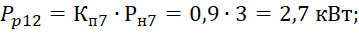 Pр12 = Кп7 · Рн7 = 0,9 · 3 = 2,7 кВт;